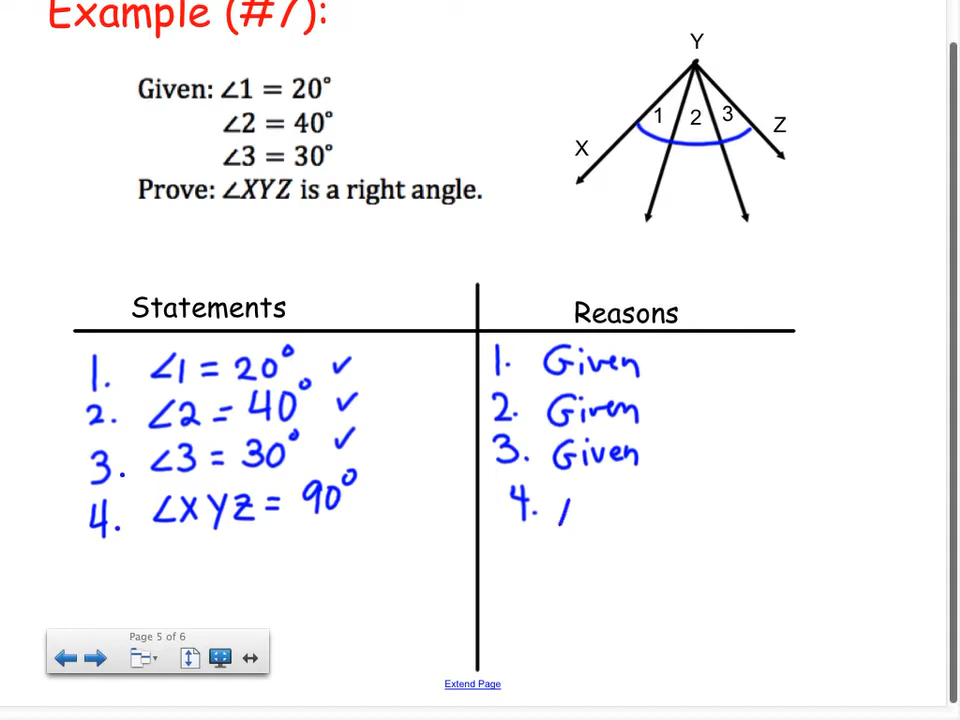 Example (#7):
Given: ∠1 = 20°
∠2 = 40°
∠3 = 30°
Prove: ∠XYZ is a right angle.
Y
1 2 3
Z
X
Statements
Reasons
1. ∠1 = 20° ✓
1. Given
2. ∠2 = 40° ✓
2. Given
3. ∠3 = 30° ✓
3. Given
4. ∠XYZ = 90°
4.
Page 5 of 6
Extend Page